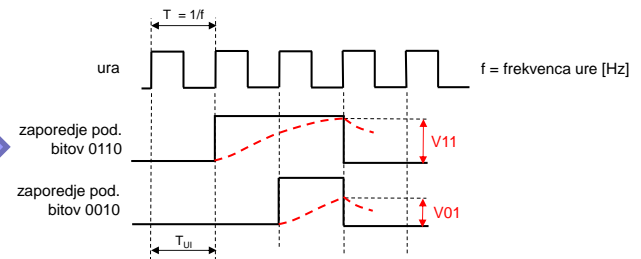 T = 1/f
ura
f = frekvenca ure [Hz]
zaporedje pod.
bitov 0110
V11
zaporedje pod.
bitov 0010
V01
TUI